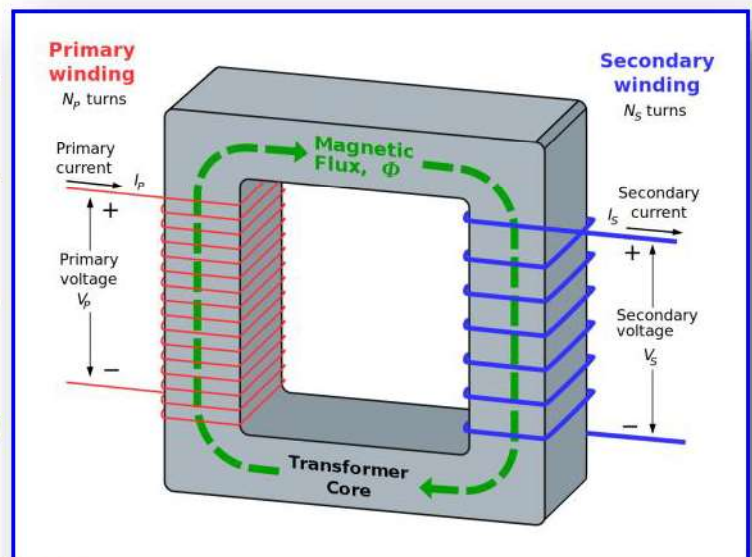 Primary
winding
N_P turns
Primary
current
I_P
+
Primary
voltage
V_P
−
Magnetic
Flux, Φ
Transformer
Core
Secondary
winding
N_S turns
Secondary
current
I_S
+
Secondary
voltage
V_S
−